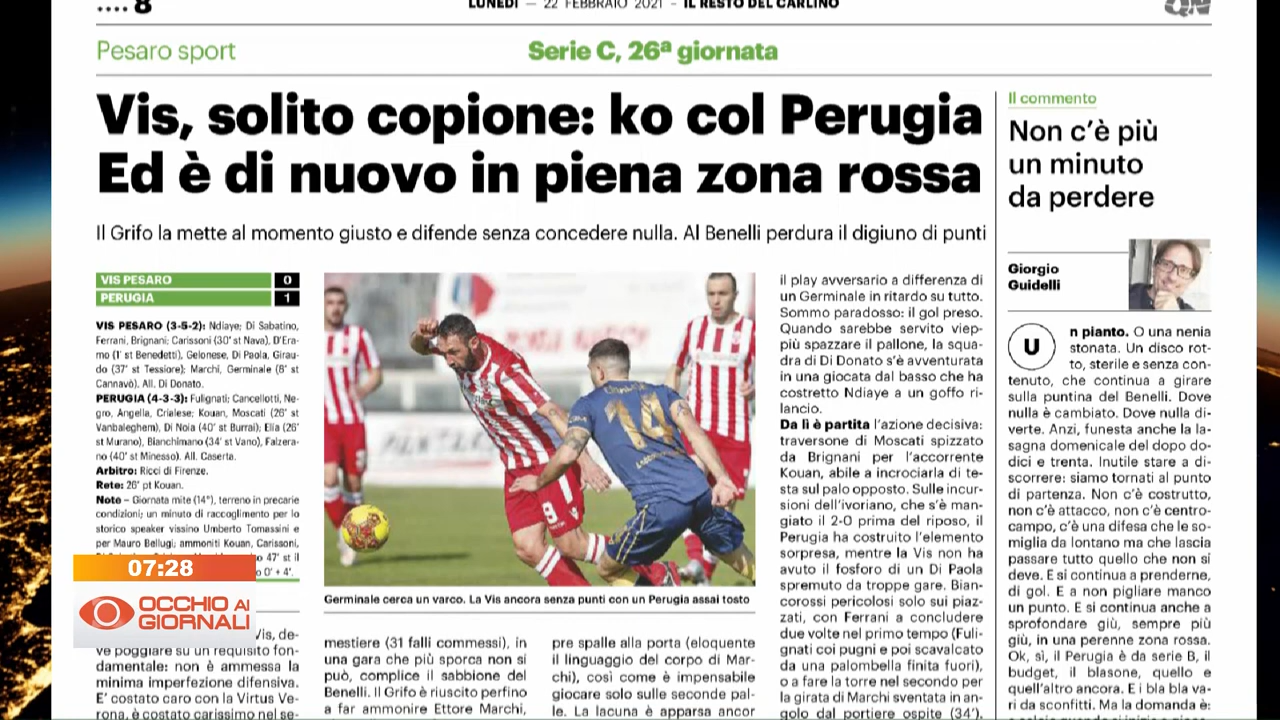 8
LUNEDÌ — 22 FEBBRAIO 2021 – IL RESTO DEL CARLINO
QN
Pesaro sport
Serie C, 26ª giornata
Vis, solito copione: ko col Perugia
Ed è di nuovo in piena zona rossa
Il Grifo la mette al momento giusto e difende senza concedere nulla. Al Benelli perdura il digiuno di punti
VIS PESARO 0
PERUGIA 1
VIS PESARO (3-5-2): Ndiaye; Di Sabatino,
Ferrani, Brignani; Carissoni (30' st Nava), D'Era-
mo (1' st Benedetti), Gelonese, Di Paola, Girau-
do (37' st Tessiore); Marchi, Germinale (6' st
Cannavò). All. Di Donato.
PERUGIA (4-3-3): Fulignati; Cancellotti, Ne-
gro, Angella, Crialese; Kouan, Moscati (26' st
Vanbaleghem), Di Noia (40' st Burrai); Elia (26'
st Murano), Bianchimano (34' st Vano), Falzera-
no (40' st Minesso). All. Caserta.
Arbitro: Ricci di Firenze.
Rete: 26' pt Kouan.
Note – Giornata mite (14°), terreno in precarie
condizioni; un minuto di raccoglimento per lo
storico speaker vissino Umberto Tomassini e
per Mauro Bellugi; ammoniti Kouan, Carissoni,
47' st il
0' + 4'.
07:28
OCCHIO AI
GIORNALI
Vis, de-
ve poggiare su un requisito fon-
damentale: non è ammessa la
minima imperfezione difensiva.
E' costato caro con la Virtus Ve-
rona, è costato carissimo nel se-
9
14
Germinale cerca un varco. La Vis ancora senza punti con un Perugia assai tosto
mestiere (31 falli commessi), in
una gara che più sporca non si
può, complice il sabbione del
Benelli. Il Grifo è riuscito perfino
a far ammonire Ettore Marchi,
pre spalle alla porta (eloquente
il linguaggio del corpo di Mar-
chi), così come è impensabile
giocare solo sulle seconde pal-
le. La lacuna è apparsa ancor
il play avversario a differenza di
un Germinale in ritardo su tutto.
Sommo paradosso: il gol preso.
Quando sarebbe servito viep-
più spazzare il pallone, la squa-
dra di Di Donato s'è avventurata
in una giocata dal basso che ha
costretto Ndiaye a un goffo ri-
lancio.
Da lì è partita l'azione decisiva:
traversone di Moscati spizzato
da Brignani per l'accorrente
Kouan, abile a incrociarla di te-
sta sul palo opposto. Sulle incur-
sioni dell'ivoriano, che s'è man-
giato il 2-0 prima del riposo, il
Perugia ha costruito l'elemento
sorpresa, mentre la Vis non ha
avuto il fosforo di un Di Paola
spremuto da troppe gare. Bian-
corossi pericolosi solo sui piaz-
zati, con Ferrani a concludere
due volte nel primo tempo (Fuli-
gnati coi pugni e poi scavalcato
da una palombella finita fuori),
o a fare la torre nel secondo per
la girata di Marchi sventata in an-
golo dal portiere ospite (34').
Il commento
Non c'è più
un minuto
da perdere
Giorgio
Guidelli
U
n pianto. O una nenia
stonata. Un disco rot-
to, sterile e senza con-
tenuto, che continua a girare
sulla puntina del Benelli. Dove
nulla è cambiato. Dove nulla di-
verte. Anzi, funesta anche la la-
sagna domenicale del dopo do-
dici e trenta. Inutile stare a di-
scorrere: siamo tornati al punto
di partenza. Non c'è costrutto,
non c'è attacco, non c'è centro-
campo, c'è una difesa che le so-
miglia da lontano ma che lascia
passare tutto quello che non si
deve. E si continua a prenderne,
di gol. E a non pigliare manco
un punto. E si continua anche a
sprofondare giù, sempre più
giù, in una perenne zona rossa.
Ok, sì, il Perugia è da serie B, il
budget, il blasone, quello e
quell'altro ancora. E i bla bla va-
ri da sconfitti. Ma la domanda è: